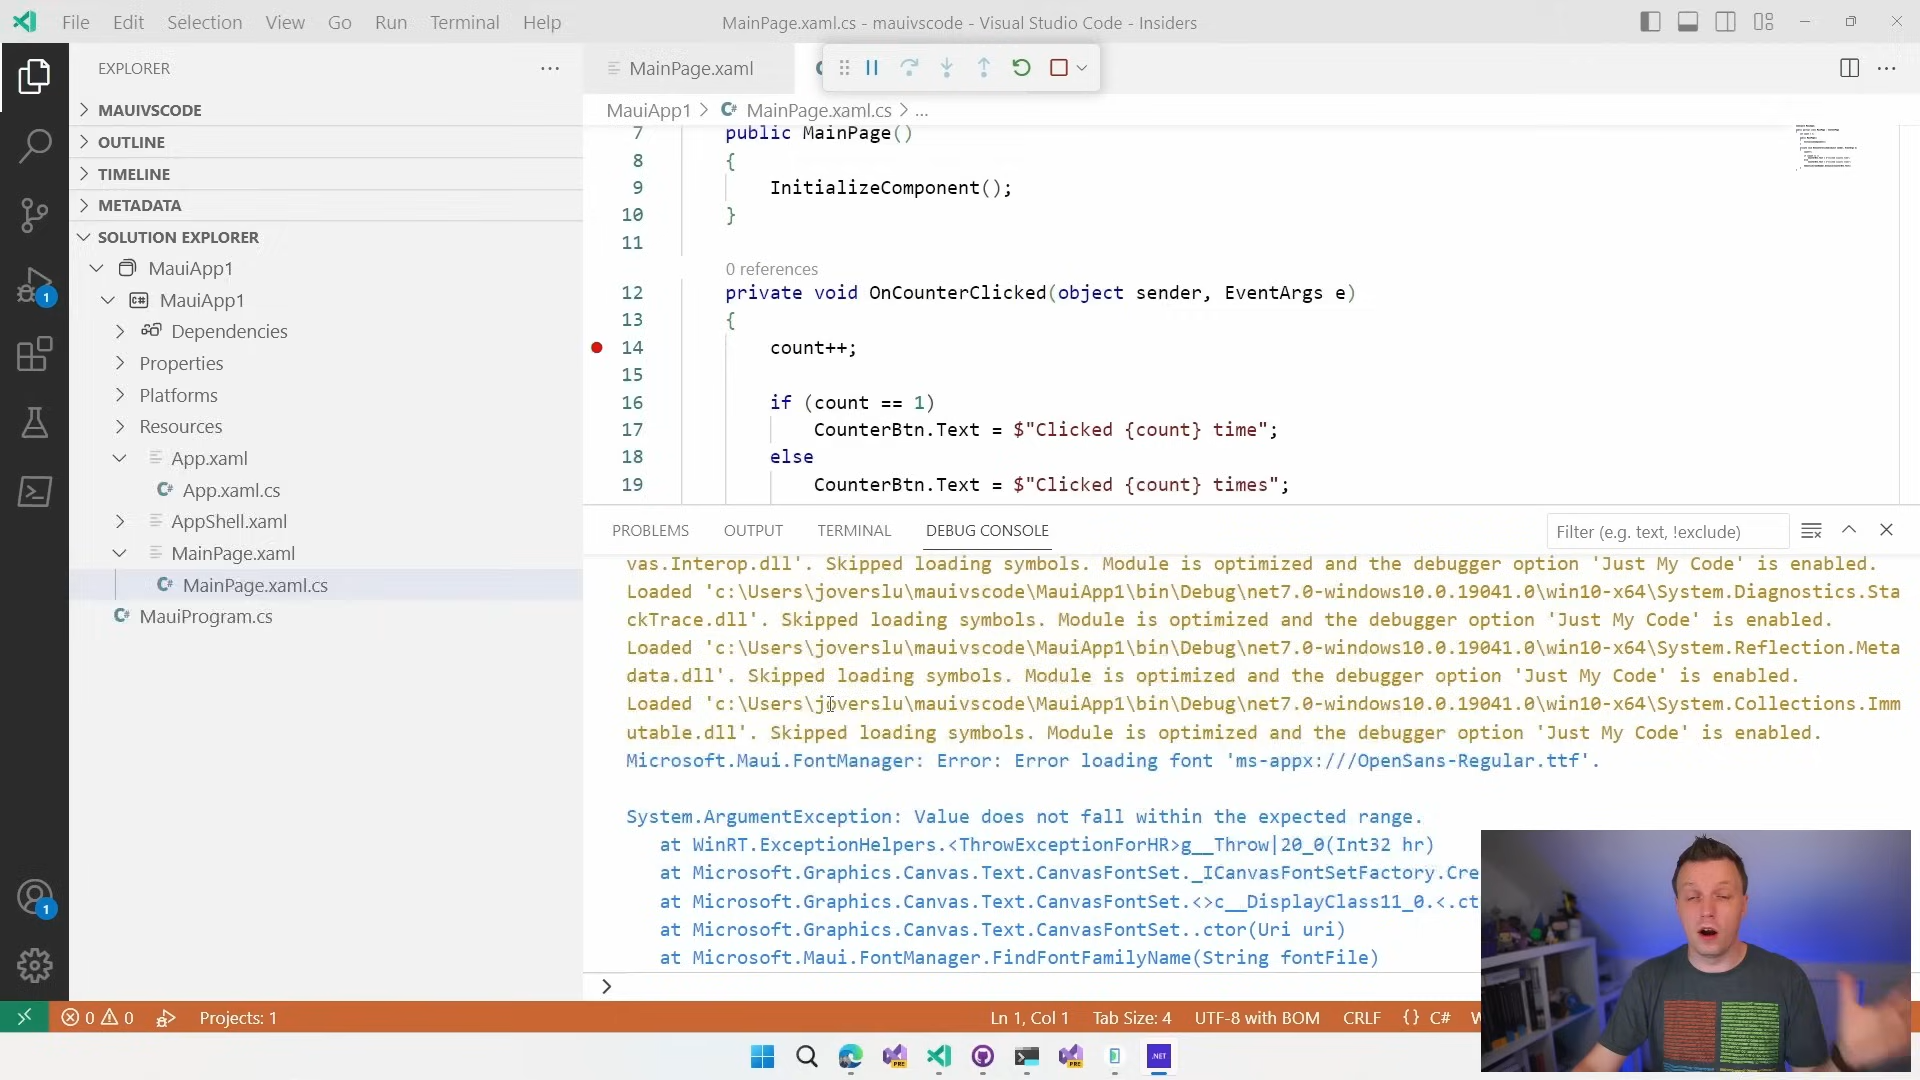 File Edit Selection View Go Run Terminal Help
MainPage.xaml.cs - mauivscode - Visual Studio Code - Insiders
EXPLORER
MAUIVSCODE
OUTLINE
TIMELINE
METADATA
SOLUTION EXPLORER
MauiApp1
MauiApp1
Dependencies
Properties
Platforms
Resources
App.xaml
App.xaml.cs
AppShell.xaml
MainPage.xaml
MainPage.xaml.cs
MauiProgram.cs
1
1
MainPage.xaml
MauiApp1 > MainPage.xaml.cs > ...
7 public MainPage()
8 {
9 InitializeComponent();
10 }
11
0 references
12 private void OnCounterClicked(object sender, EventArgs e)
13 {
14 count++;
15
16 if (count == 1)
17 CounterBtn.Text = $"Clicked {count} time";
18 else
19 CounterBtn.Text = $"Clicked {count} times";
PROBLEMS OUTPUT TERMINAL DEBUG CONSOLE
Filter (e.g. text, !exclude)
vas.Interop.dll'. Skipped loading symbols. Module is optimized and the debugger option 'Just My Code' is enabled.
Loaded 'c:\Users\joverslu\mauivscode\MauiApp1\bin\Debug\net7.0-windows10.0.19041.0\win10-x64\System.Diagnostics.Sta
ckTrace.dll'. Skipped loading symbols. Module is optimized and the debugger option 'Just My Code' is enabled.
Loaded 'c:\Users\joverslu\mauivscode\MauiApp1\bin\Debug\net7.0-windows10.0.19041.0\win10-x64\System.Reflection.Meta
data.dll'. Skipped loading symbols. Module is optimized and the debugger option 'Just My Code' is enabled.
Loaded 'c:\Users\joverslu\mauivscode\MauiApp1\bin\Debug\net7.0-windows10.0.19041.0\win10-x64\System.Collections.Imm
utable.dll'. Skipped loading symbols. Module is optimized and the debugger option 'Just My Code' is enabled.
Microsoft.Maui.FontManager: Error: Error loading font 'ms-appx:///OpenSans-Regular.ttf'.
System.ArgumentException: Value does not fall within the expected range.
at WinRT.ExceptionHelpers.<ThrowExceptionForHR>g__Throw|20_0(Int32 hr)
at Microsoft.Graphics.Canvas.Text.CanvasFontSet._ICanvasFontSetFactory.Cre
at Microsoft.Graphics.Canvas.Text.CanvasFontSet.<>c__DisplayClass11_0.<.ct
at Microsoft.Graphics.Canvas.Text.CanvasFontSet..ctor(Uri uri)
at Microsoft.Maui.FontManager.FindFontFamilyName(String fontFile)
>
0 0 Projects: 1 Ln 1, Col 1 Tab Size: 4 UTF-8 with BOM CRLF {} C#
PRE PRE .NET